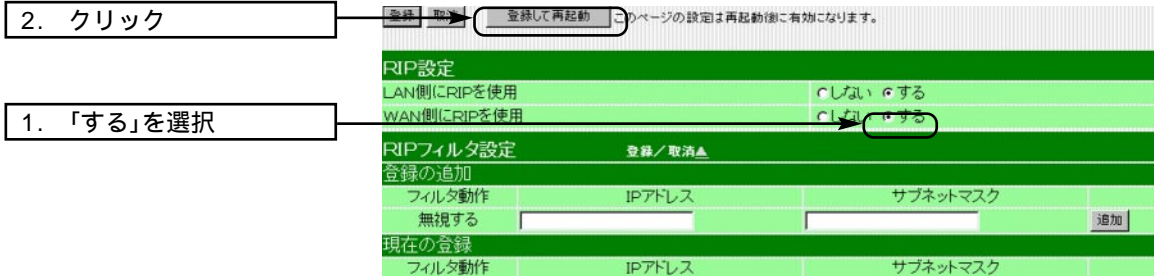 2. クリック
登録 取消 登録して再起動 このページの設定は再起動後に有効になります。
RIP設定
LAN側にRIPを使用 しない する
1. 「する」を選択
WAN側にRIPを使用 しない する
RIPフィルタ設定 登録／取消▲
登録の追加
フィルタ動作 IPアドレス サブネットマスク
無視する 追加
現在の登録
フィルタ動作 IPアドレス サブネットマスク